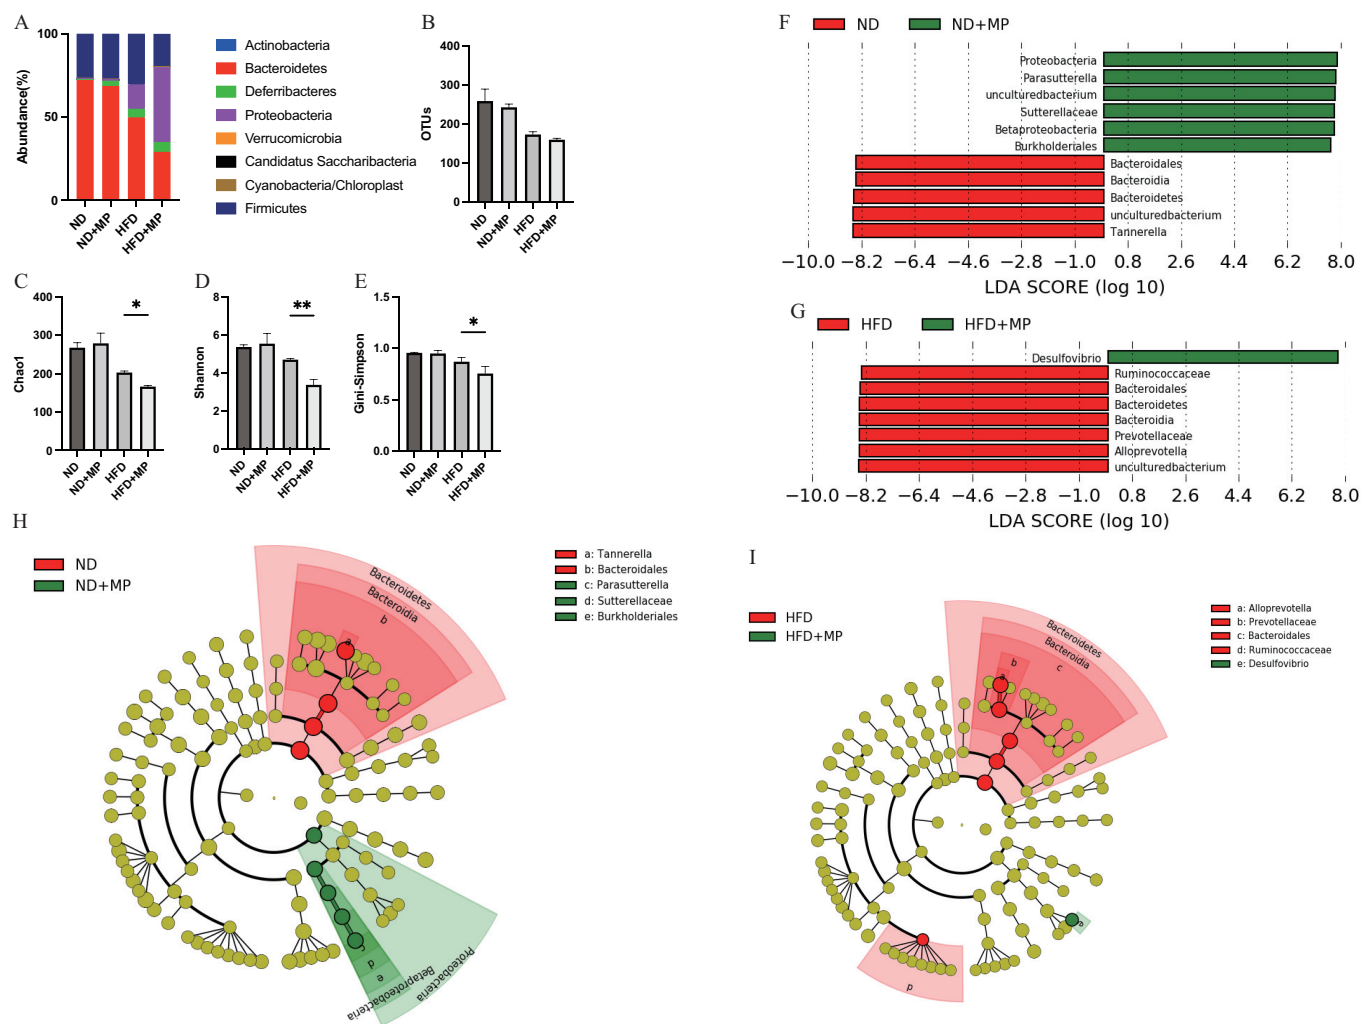 A
Abundance(%)
100
50
0
ND
ND+MP
HFD
HFD+MP
Actinobacteria
Bacteroidetes
Deferribacteres
Proteobacteria
Verrucomicrobia
Candidatus Saccharibacteria
Cyanobacteria/Chloroplast
Firmicutes
B
OTUs
400
300
200
100
0
ND
ND+MP
HFD
HFD+MP
C
Chao1
400
300
200
100
0
*
ND
ND+MP
HFD
HFD+MP
D
Shannon
8
6
4
2
0
**
ND
ND+MP
HFD
HFD+MP
E
Gini-Simpson
1.5
1.0
0.5
0.0
*
ND
ND+MP
HFD
HFD+MP
F
ND ND+MP
Proteobacteria
Parasutterella
unculturedbacterium
Sutterellaceae
Betaproteobacteria
Burkholderiales
Bacteroidales
Bacteroidia
Bacteroidetes
unculturedbacterium
Tannerella
−10.0 −8.2 −6.4 −4.6 −2.8 −1.0 0.8 2.6 4.4 6.2 8.0
LDA SCORE (log 10)
G
HFD HFD+MP
Desulfovibrio
Ruminococcaceae
Bacteroidales
Bacteroidetes
Bacteroidia
Prevotellaceae
Alloprevotella
unculturedbacterium
−10.0 −8.2 −6.4 −4.6 −2.8 −1.0 0.8 2.6 4.4 6.2 8.0
LDA SCORE (log 10)
H
ND
ND+MP
Bacteroidetes
Bacteroidia
b
a
c
d
e
Betaproteobacteria
Proteobacteria
a: Tannerella
b: Bacteroidales
c: Parasutterella
d: Sutterellaceae
e: Burkholderiales
I
HFD
HFD+MP
Bacteroidetes
Bacteroidia
b
c
a
e
d
a: Alloprevotella
b: Prevotellaceae
c: Bacteroidales
d: Ruminococcaceae
e: Desulfovibrio